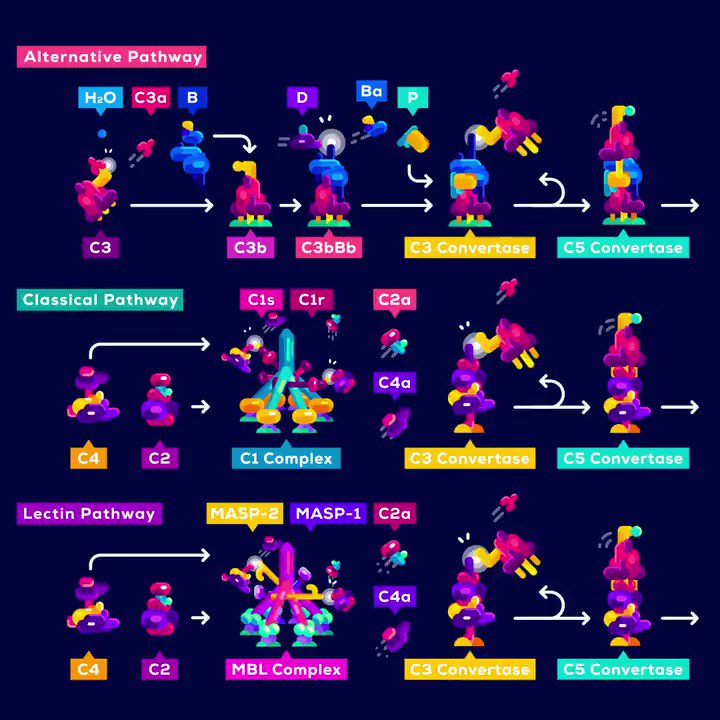 Alternative Pathway
H₂O C3a B D Ba P
C3 C3b C3bBb C3 Convertase C5 Convertase
Classical Pathway C1s C1r C2a
C4a
C4 C2 C1 Complex C3 Convertase C5 Convertase
Lectin Pathway MASP-2 MASP-1 C2a
C4a
C4 C2 MBL Complex C3 Convertase C5 Convertase